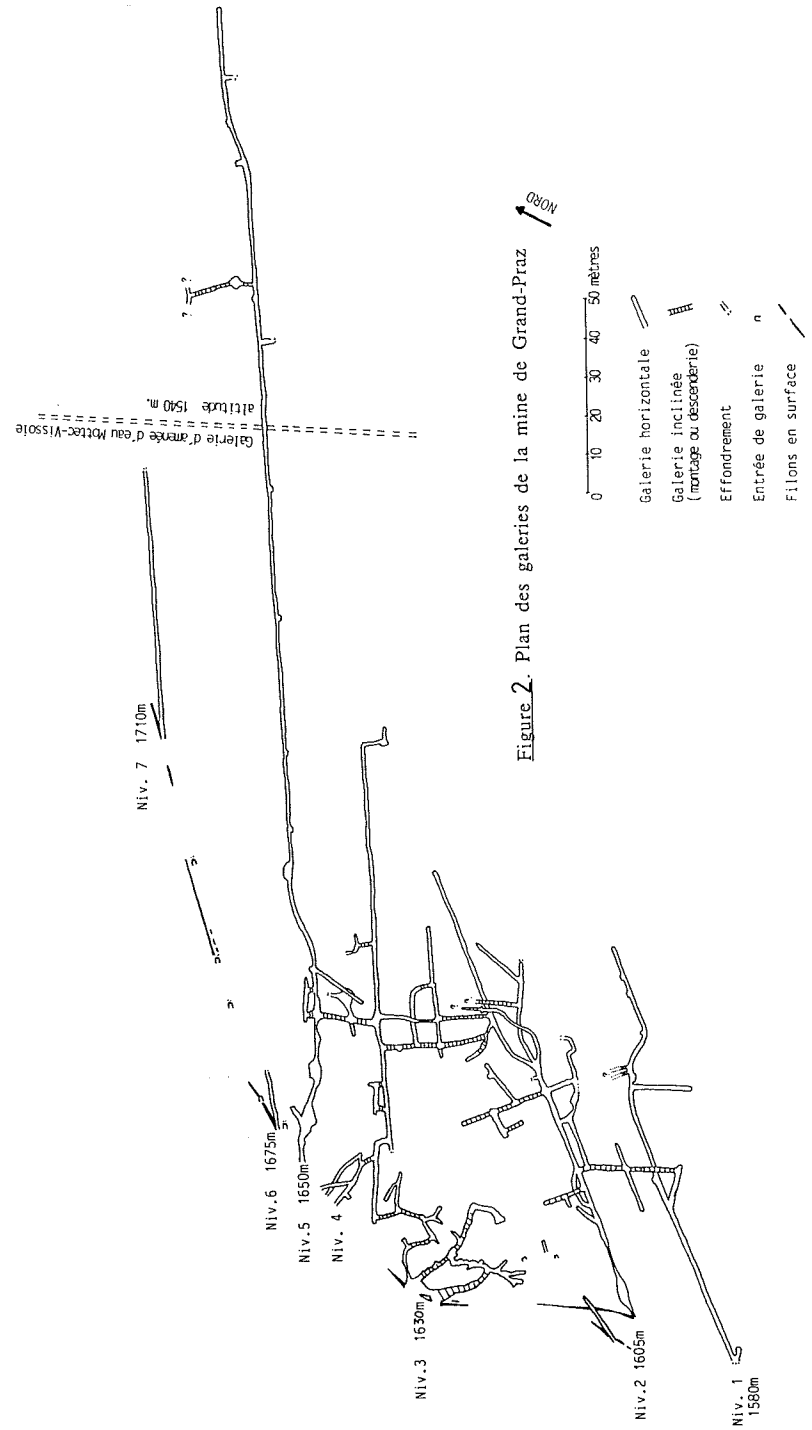 Galerie d'amenée d'eau Mottec-Vissoie
altitude 1540 m.
Niv. 7 1710m
Niv.6 1675m
Niv.5 1650m
Niv. 4
Niv.3 1630m
Niv.2 1605m
Niv. 1
1580m
?
?
?
?
?
Figure 2. Plan des galeries de la mine de Grand-Praz
NORD
0 10 20 30 40 50 mètres
Galerie horizontale
Galerie inclinée
(montage ou descenderie)
Effondrement
Entrée de galerie
Filons en surface